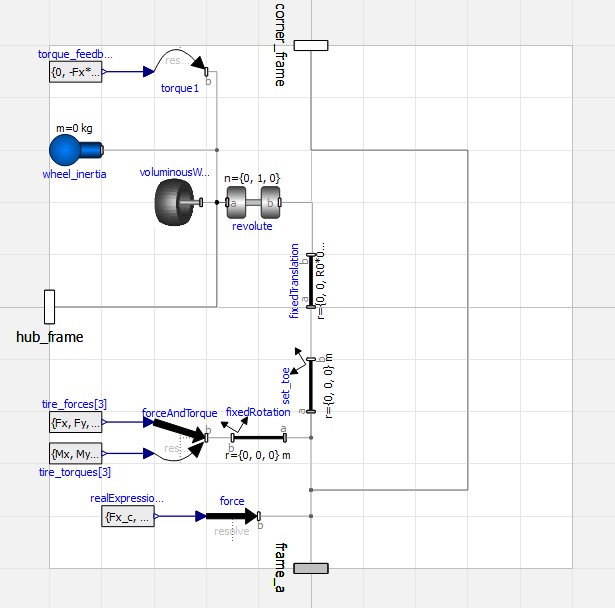 corner_frame
torque_feedb...
{0, -Fx*...
res...
b
torque1
m=0 kg
wheel_inertia
voluminousW...
n={0, 1, 0}
a
b
revolute
fixedTranslation
b
a
r={0, 0, R0*0...
hub_frame
set_toe
b
a
r={0, 0, 0} m
tire_forces[3]
{Fx, Fy,...
forceAndTorque
fixedRotation
b
a
res...
b
r={0, 0, 0} m
{Mx, My...
tire_torques[3]
realExpressio...
{Fx_c, ...
force
b
resolve
frame_a